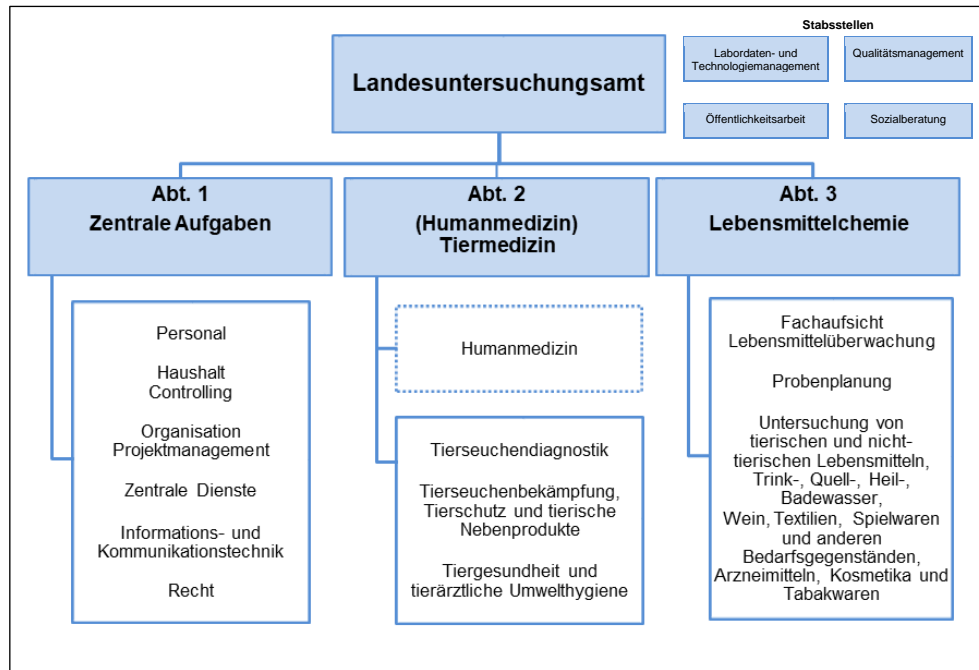 Stabsstellen
Labordaten- und
Technologiemanagement
Qualitätsmanagement
Öffentlichkeitsarbeit
Sozialberatung
Landesuntersuchungsamt
Abt. 1
Zentrale Aufgaben
Abt. 2
(Humanmedizin)
Tiermedizin
Abt. 3
Lebensmittelchemie
Personal
Haushalt
Controlling
Organisation
Projektmanagement
Zentrale Dienste
Informations- und
Kommunikationstechnik
Recht
Humanmedizin
Tierseuchendiagnostik
Tierseuchenbekämpfung,
Tierschutz und tierische
Nebenprodukte
Tiergesundheit und
tierärztliche Umwelthygiene
Fachaufsicht
Lebensmittelüberwachung
Probenplanung
Untersuchung von
tierischen und nicht-
tierischen Lebensmitteln,
Trink-, Quell-, Heil-,
Badewasser,
Wein, Textilien, Spielwaren
und anderen
Bedarfsgegenständen,
Arzneimitteln, Kosmetika und
Tabakwaren